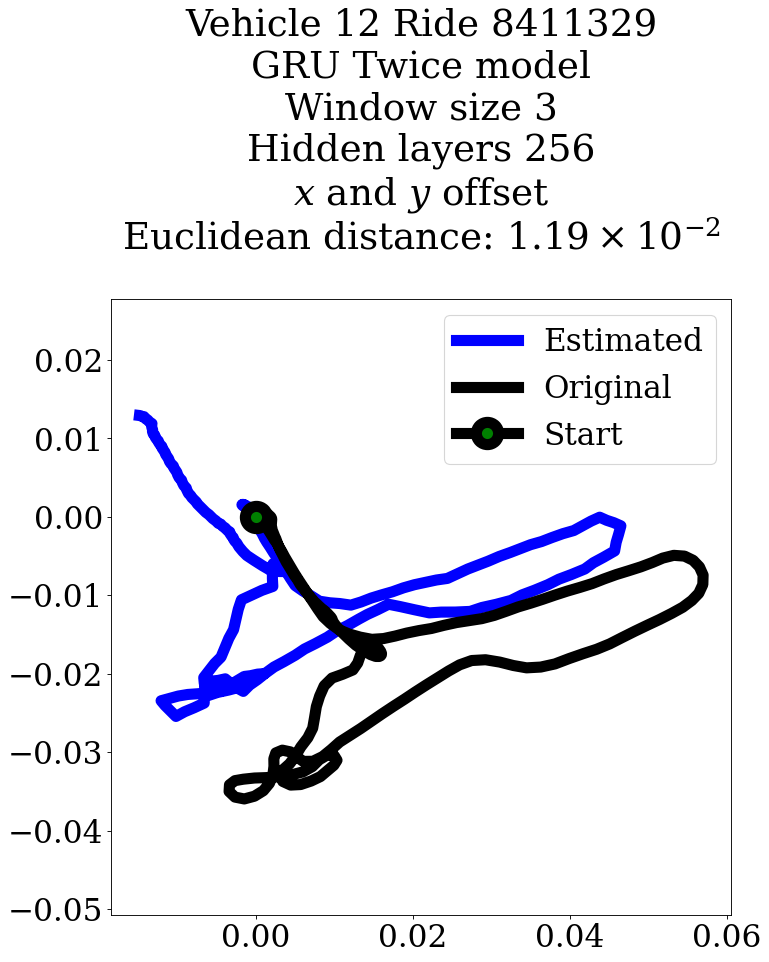 Vehicle 12 Ride 8411329
GRU Twice model
Window size 3
Hidden layers 256
x and y offset
Euclidean distance: 1.19 × 10⁻²
Estimated
Original
Start
0.02
0.01
0.00
−0.01
−0.02
−0.03
−0.04
−0.05
0.00 0.02 0.04 0.06